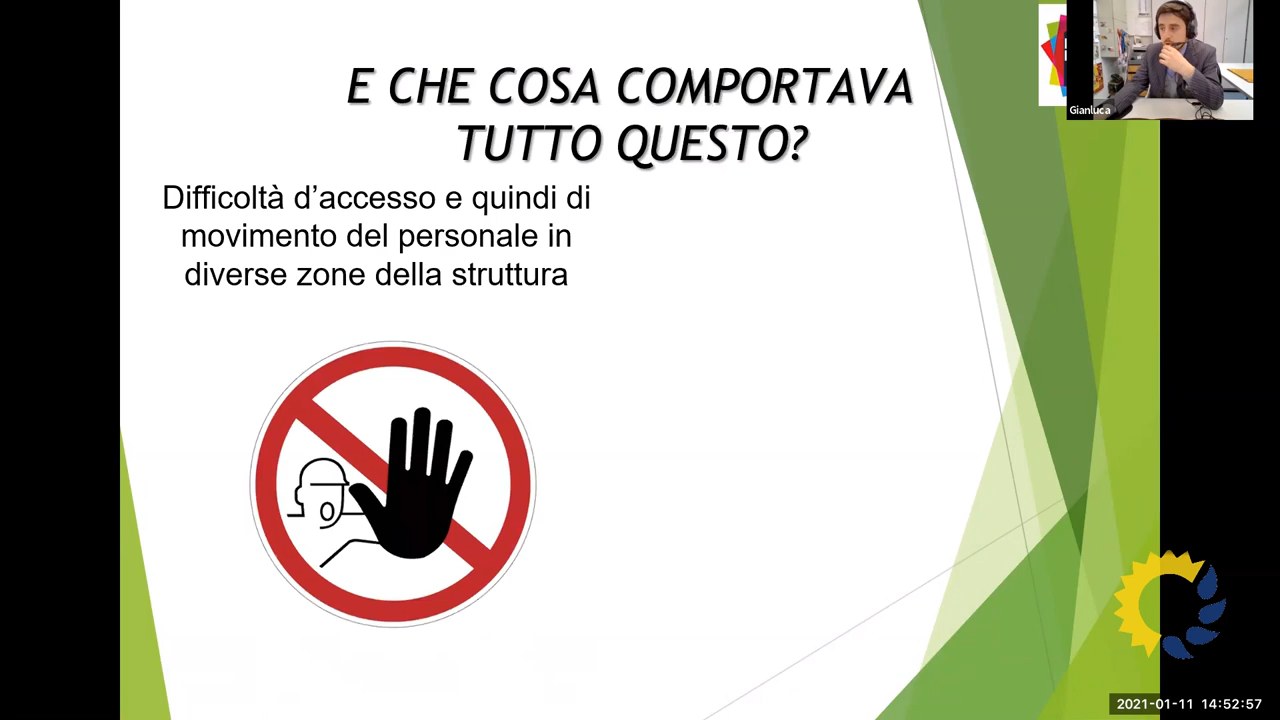 E CHE COSA COMPORTAVA
TUTTO QUESTO?
Difficoltà d’accesso e quindi di
movimento del personale in
diverse zone della struttura
Gianluca
2021-01-11 14:52:57